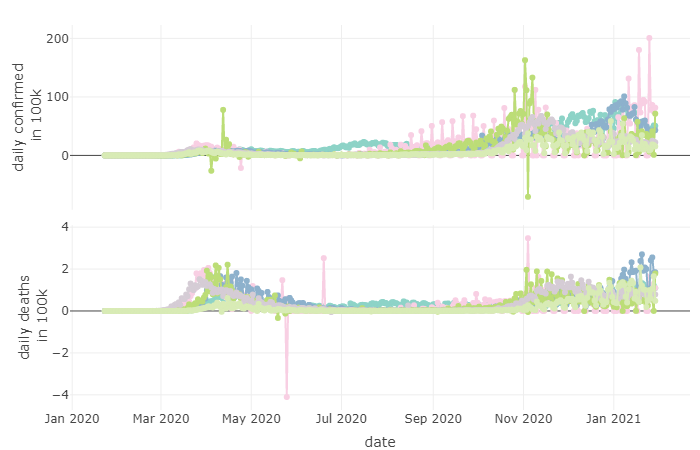 200
100
0
daily confirmed
in 100k
4
2
0
−2
−4
daily deaths
in 100k
Jan 2020 Mar 2020 May 2020 Jul 2020 Sep 2020 Nov 2020 Jan 2021
date